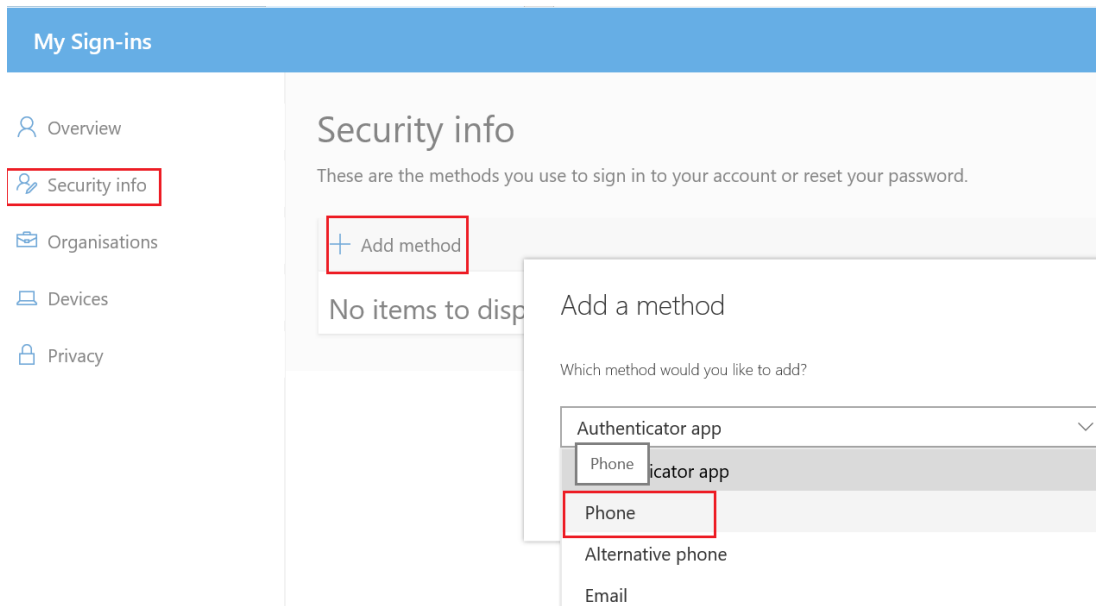 My Sign-ins
Overview
Security info
Organisations
Devices
Privacy
Security info
These are the methods you use to sign in to your account or reset your password.
Add method
No items to disp
Add a method
Which method would you like to add?
Authenticator app
Phone
icator app
Phone
Alternative phone
Email